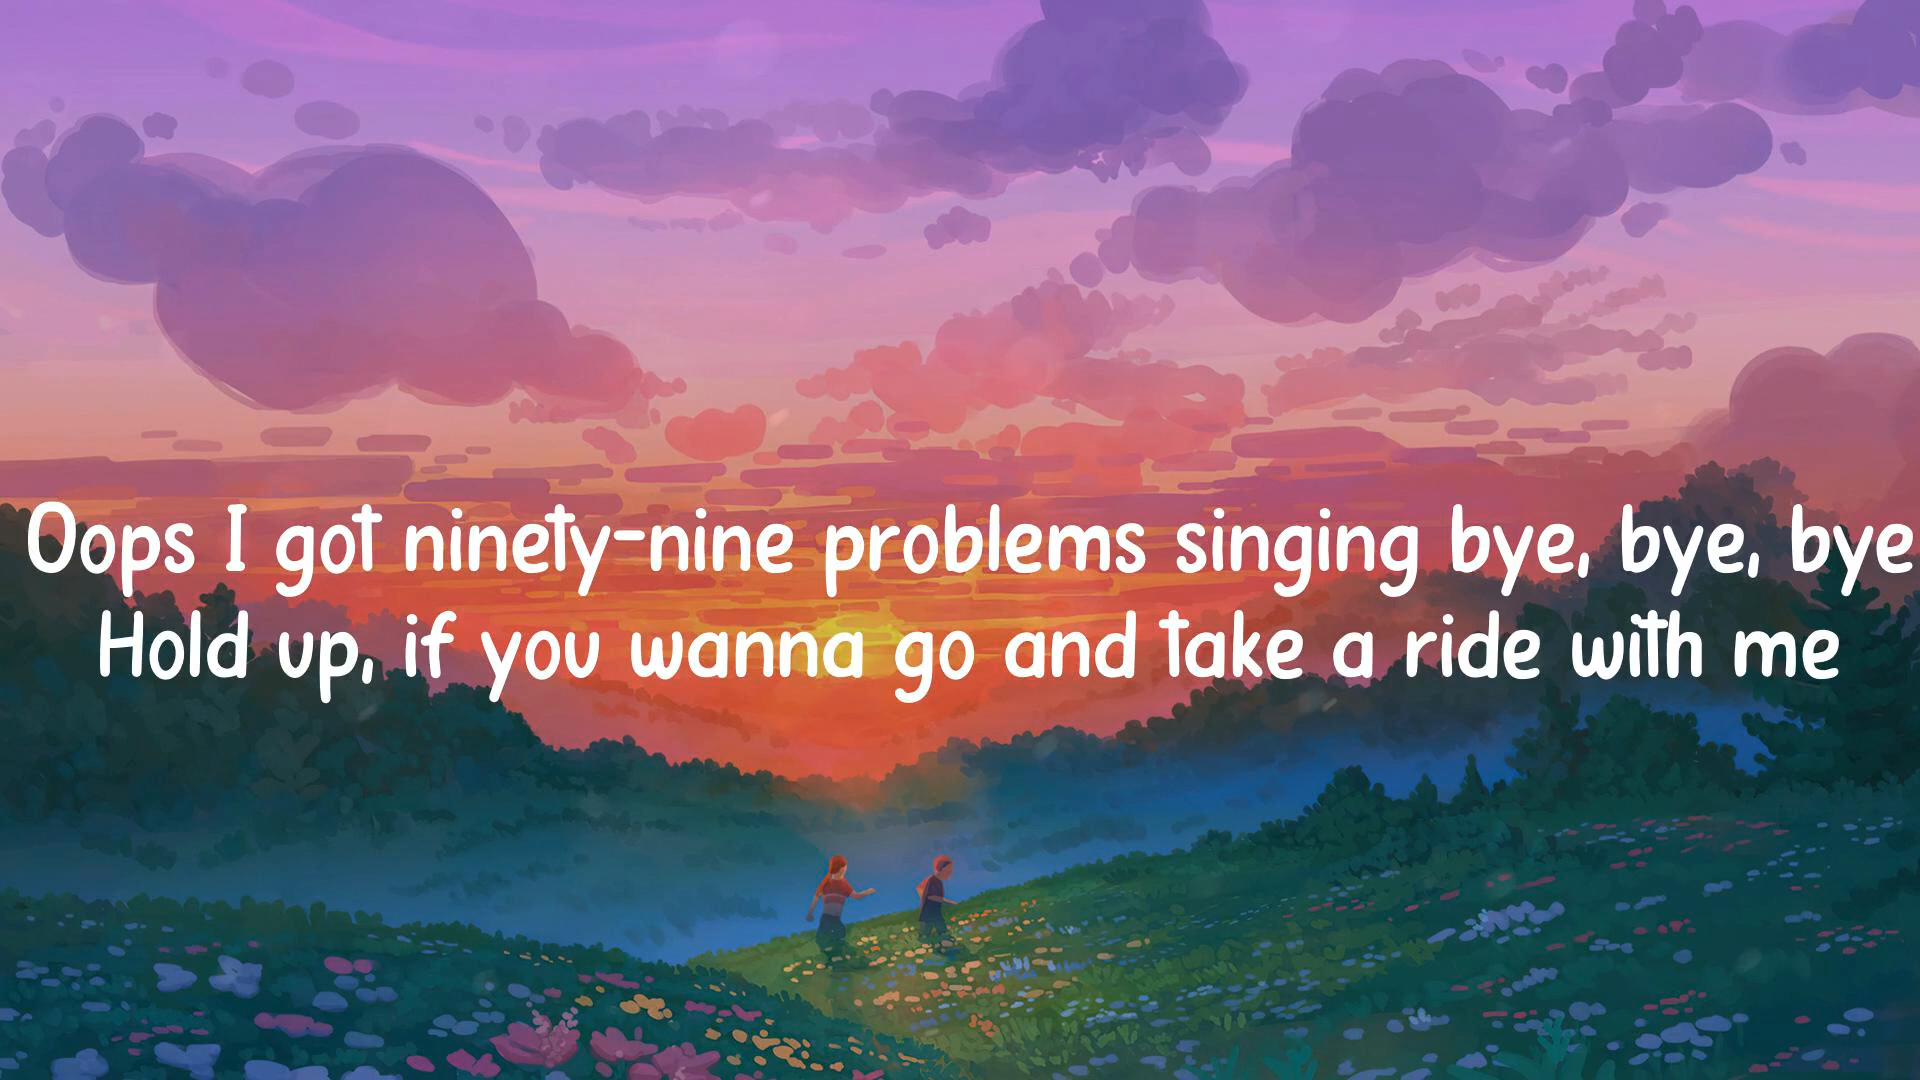 Oops I got ninety-nine problems singing bye, bye, bye
Hold up, if you wanna go and take a ride with me